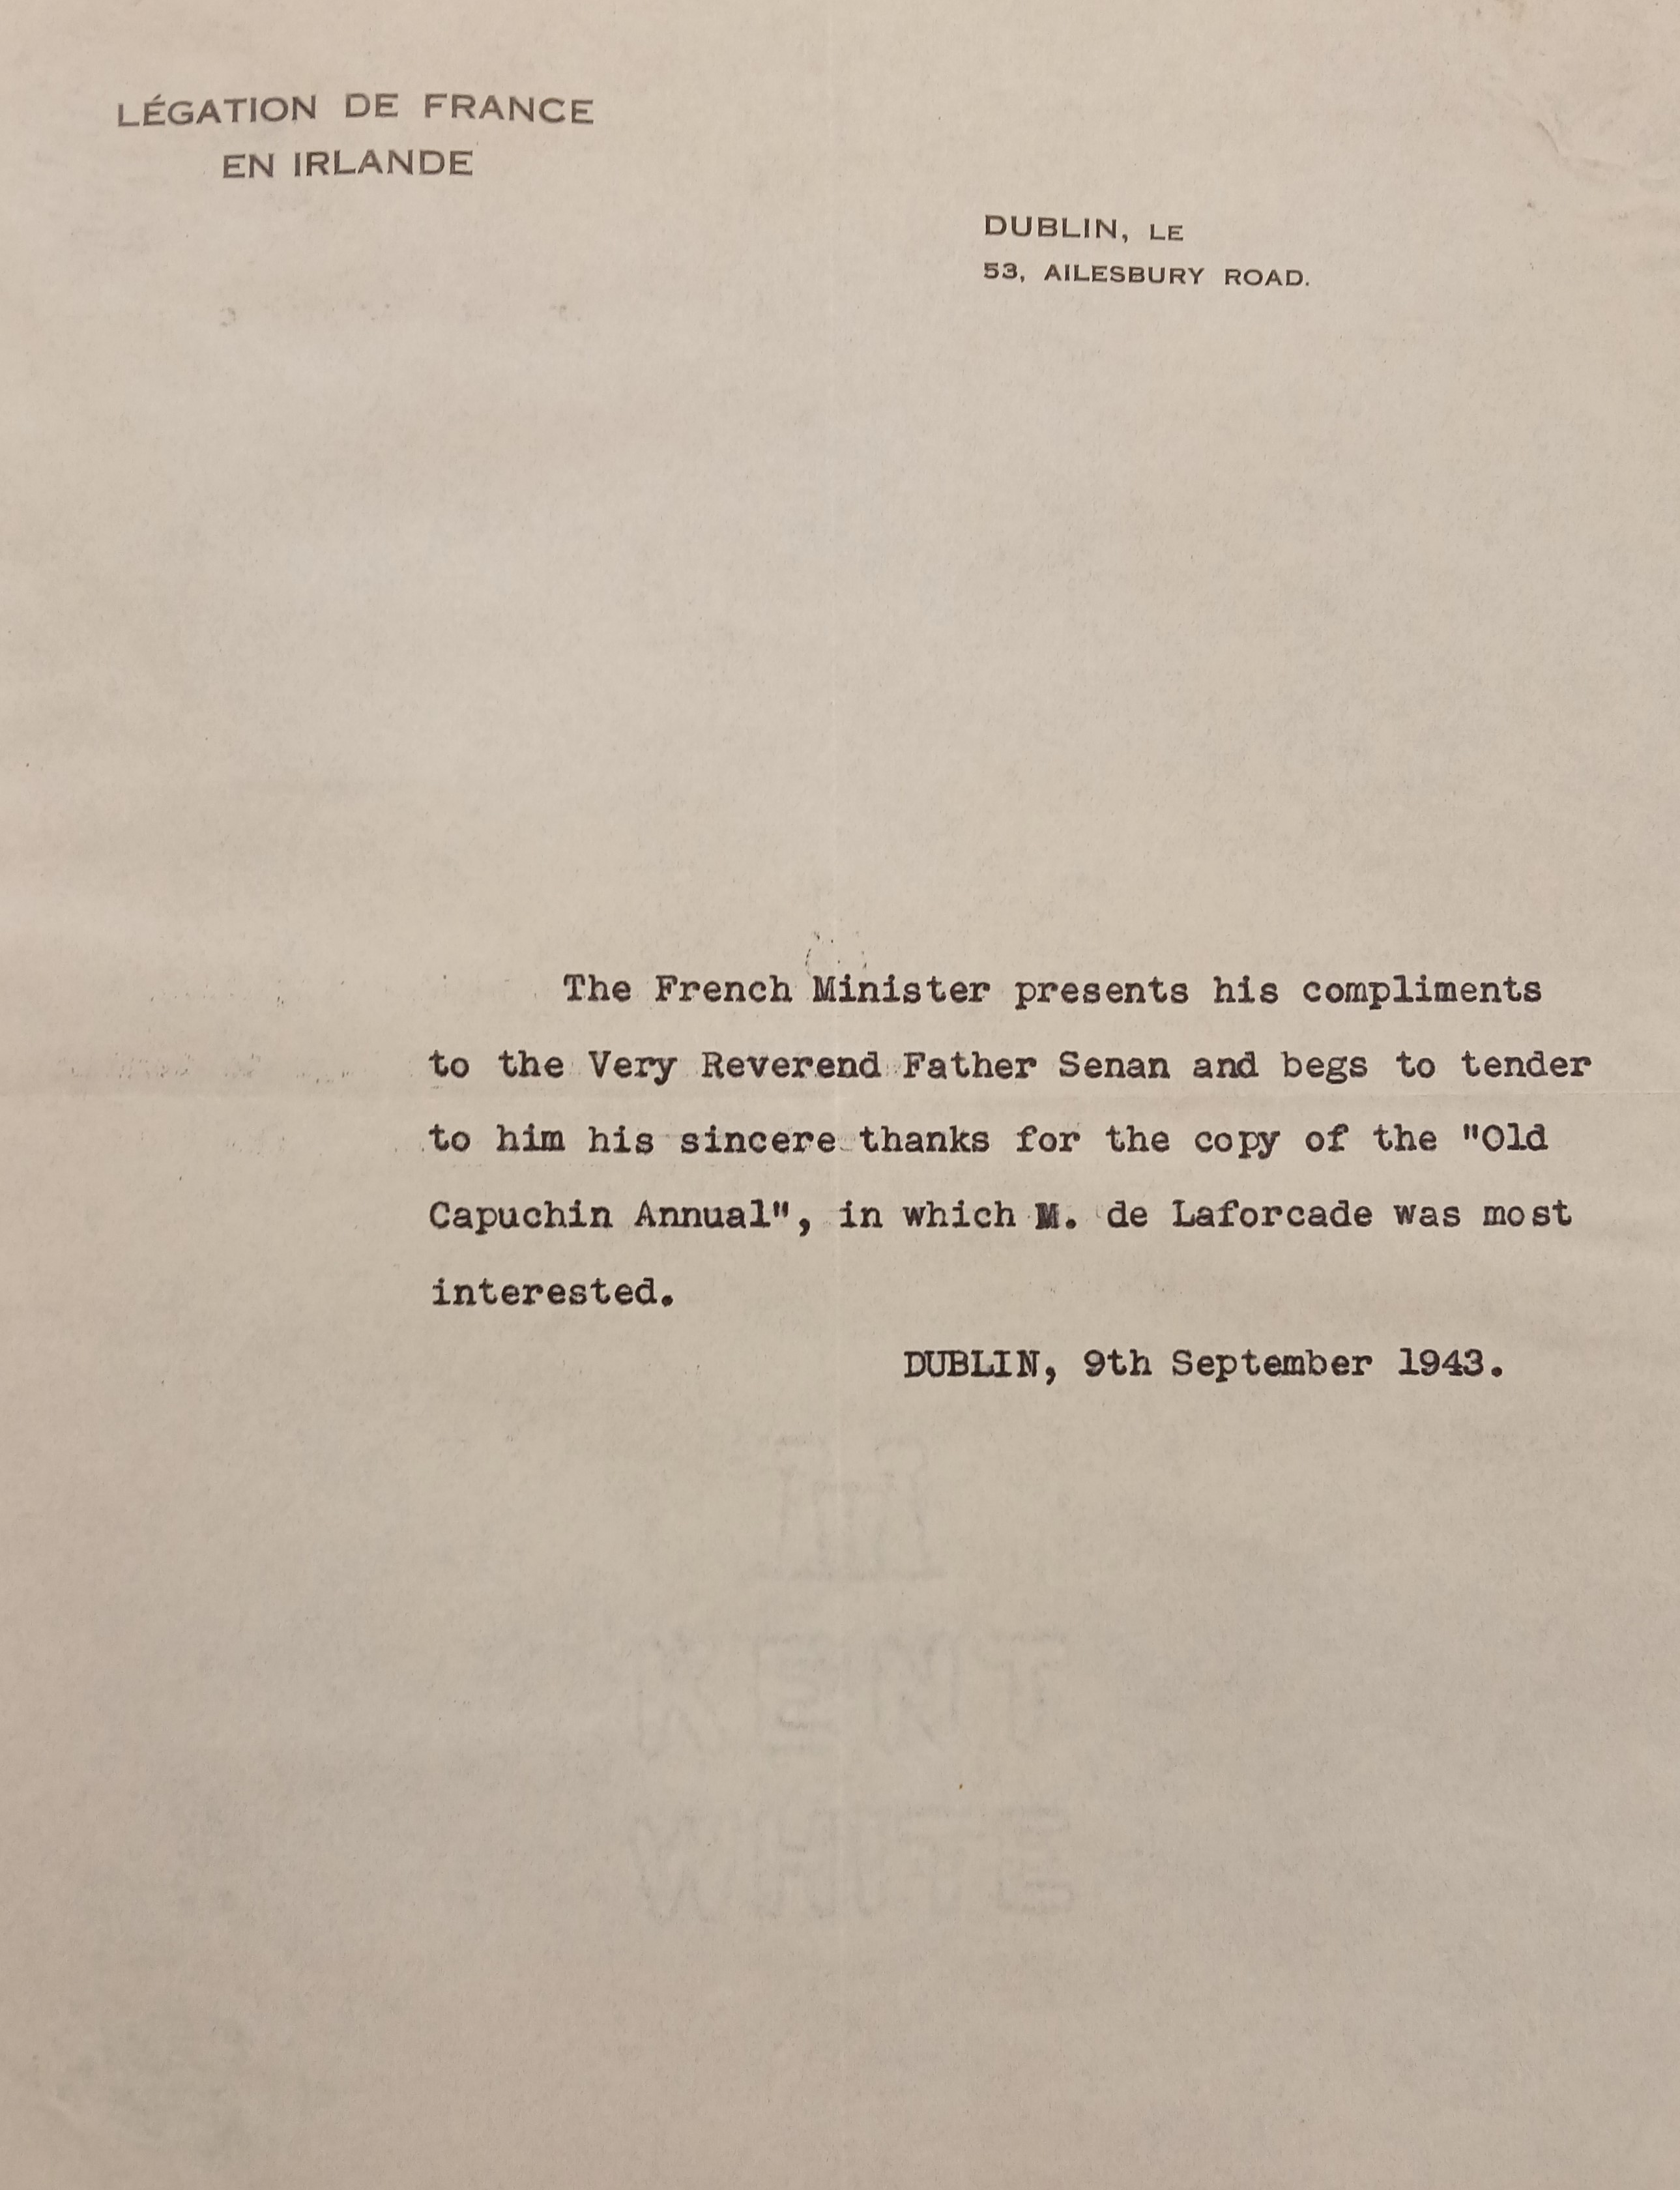 LÉGATION DE FRANCE
EN IRLANDE
DUBLIN, LE
53, AILESBURY ROAD.
The French Minister presents his compliments
to the Very Reverend Father Senan and begs to tender
to him his sincere thanks for the copy of the "Old
Capuchin Annual", in which M. de Laforcade was most
interested.
DUBLIN, 9th September 1943.